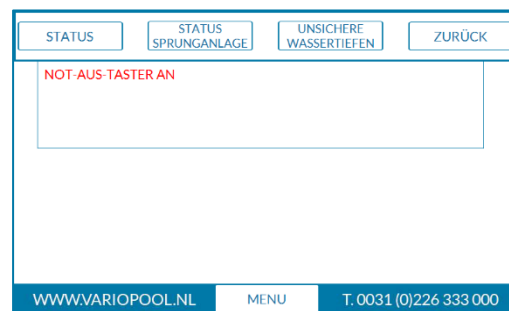 STATUS
STATUS
SPRUNGANLAGE
UNSICHERE
WASSERTIEFEN
ZURÜCK
NOT-AUS-TASTER AN
WWW.VARIOPOOL.NL
MENU
T. 0031 (0)226 333 000